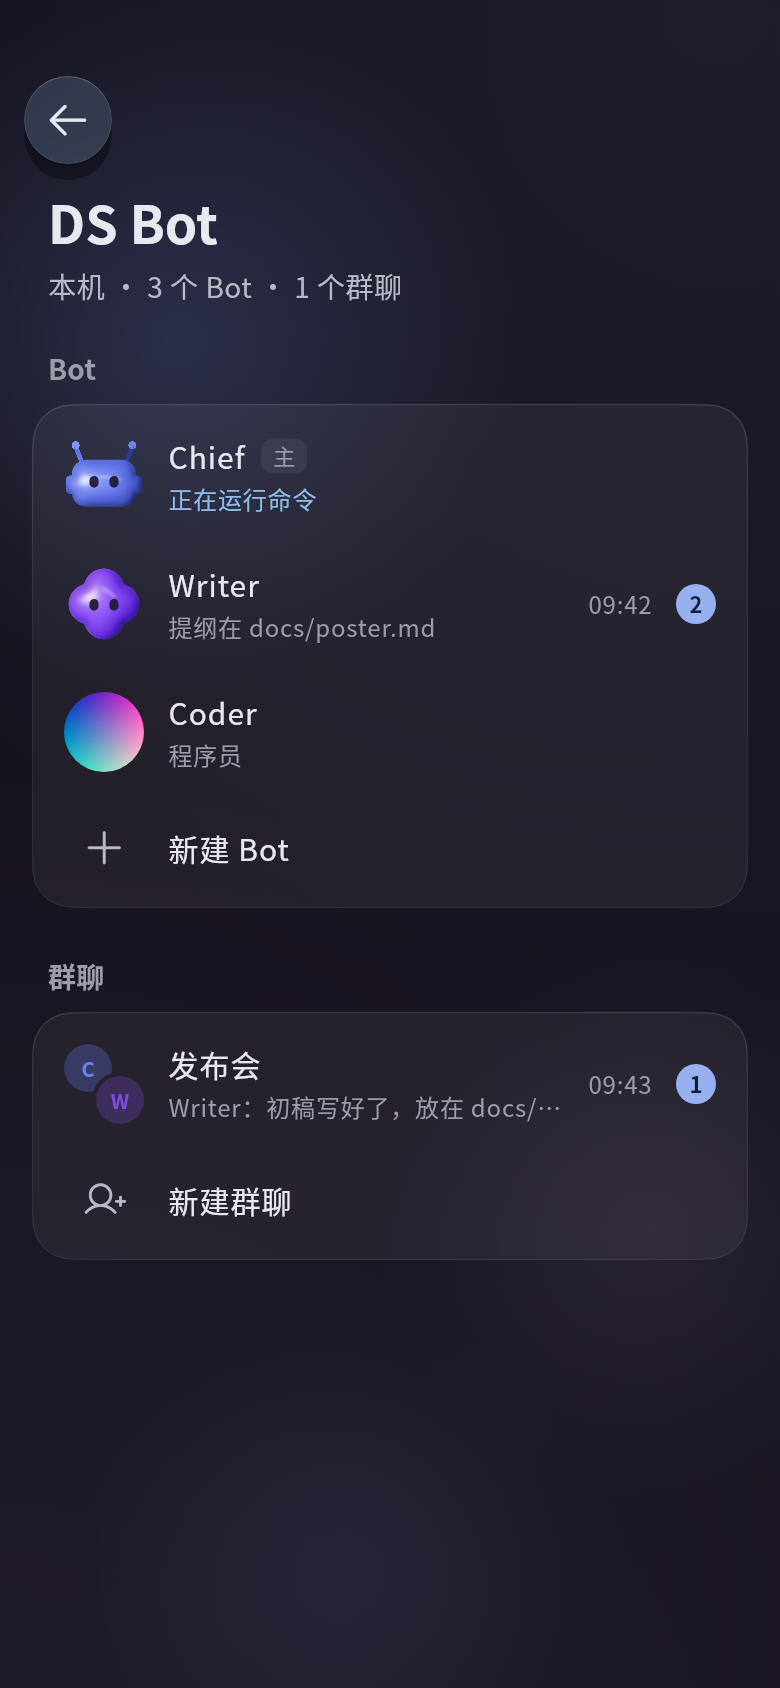 DS Bot
本机 · 3 个 Bot · 1 个群聊
Bot
Chief 主
正在运行命令
Writer
提纲在 docs/poster.md
09:42 2
Coder
程序员
新建 Bot
群聊
C
W
发布会
Writer：初稿写好了，放在 docs/…
09:43 1
新建群聊